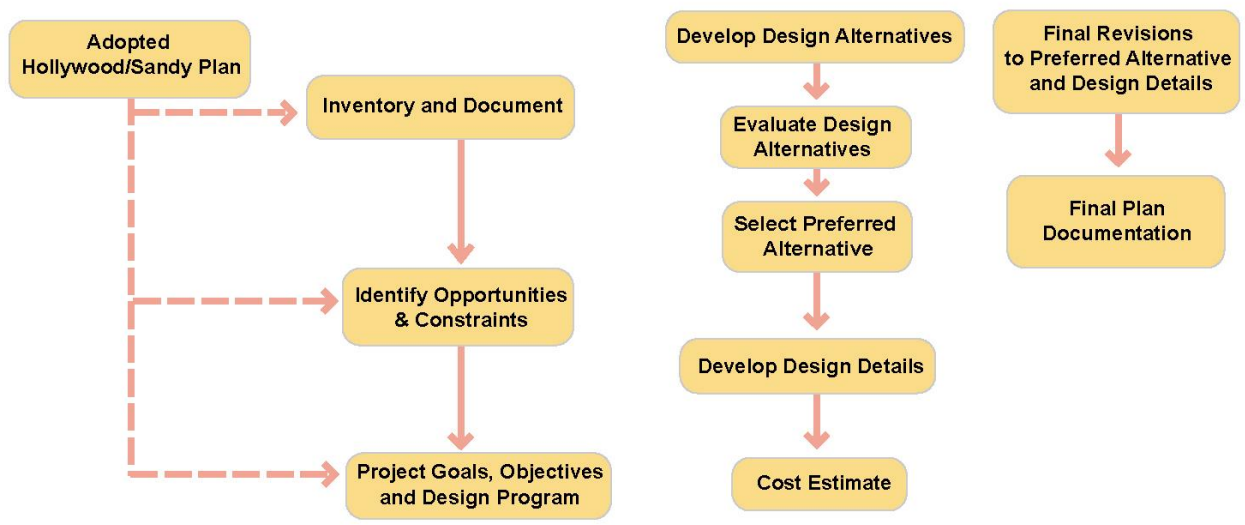 Adopted
Hollywood/Sandy Plan
Inventory and Document
Identify Opportunities
& Constraints
Project Goals, Objectives
and Design Program
Develop Design Alternatives
Evaluate Design
Alternatives
Select Preferred
Alternative
Develop Design Details
Cost Estimate
Final Revisions
to Preferred Alternative
and Design Details
Final Plan
Documentation